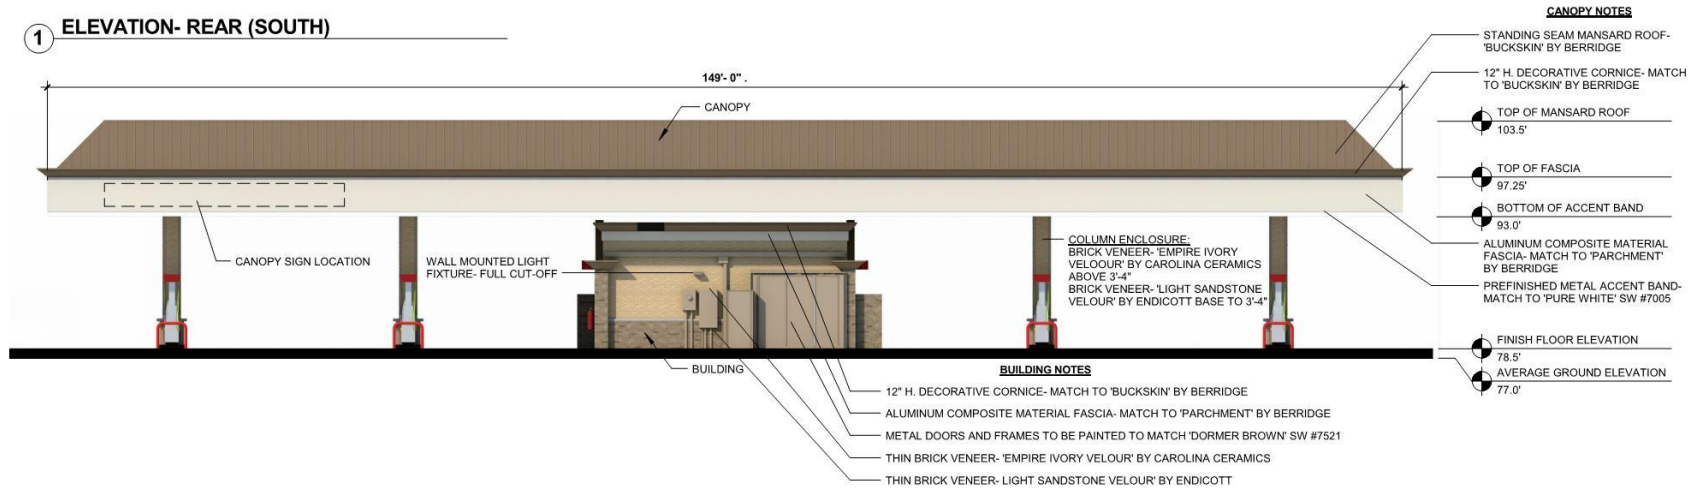 1
ELEVATION- REAR (SOUTH)
149'- 0" .
CANOPY
CANOPY SIGN LOCATION
WALL MOUNTED LIGHT
FIXTURE- FULL CUT-OFF
COLUMN ENCLOSURE:
BRICK VENEER- 'EMPIRE IVORY
VELOOUR' BY CAROLINA CERAMICS
ABOVE 3'-4"
BRICK VENEER- 'LIGHT SANDSTONE
VELOUR' BY ENDICOTT BASE TO 3'-4"
BUILDING
BUILDING NOTES
12" H. DECORATIVE CORNICE- MATCH TO 'BUCKSKIN' BY BERRIDGE
ALUMINUM COMPOSITE MATERIAL FASCIA- MATCH TO 'PARCHMENT' BY BERRIDGE
METAL DOORS AND FRAMES TO BE PAINTED TO MATCH 'DORMER BROWN' SW #7521
THIN BRICK VENEER- 'EMPIRE IVORY VELOUR' BY CAROLINA CERAMICS
THIN BRICK VENEER- LIGHT SANDSTONE VELOUR' BY ENDICOTT
CANOPY NOTES
STANDING SEAM MANSARD ROOF-
'BUCKSKIN' BY BERRIDGE
12" H. DECORATIVE CORNICE- MATCH
TO 'BUCKSKIN' BY BERRIDGE
TOP OF MANSARD ROOF
103.5'
TOP OF FASCIA
97.25'
BOTTOM OF ACCENT BAND
93.0'
ALUMINUM COMPOSITE MATERIAL
FASCIA- MATCH TO 'PARCHMENT'
BY BERRIDGE
PREFINISHED METAL ACCENT BAND-
MATCH TO 'PURE WHITE' SW #7005
FINISH FLOOR ELEVATION
78.5'
AVERAGE GROUND ELEVATION
77.0'